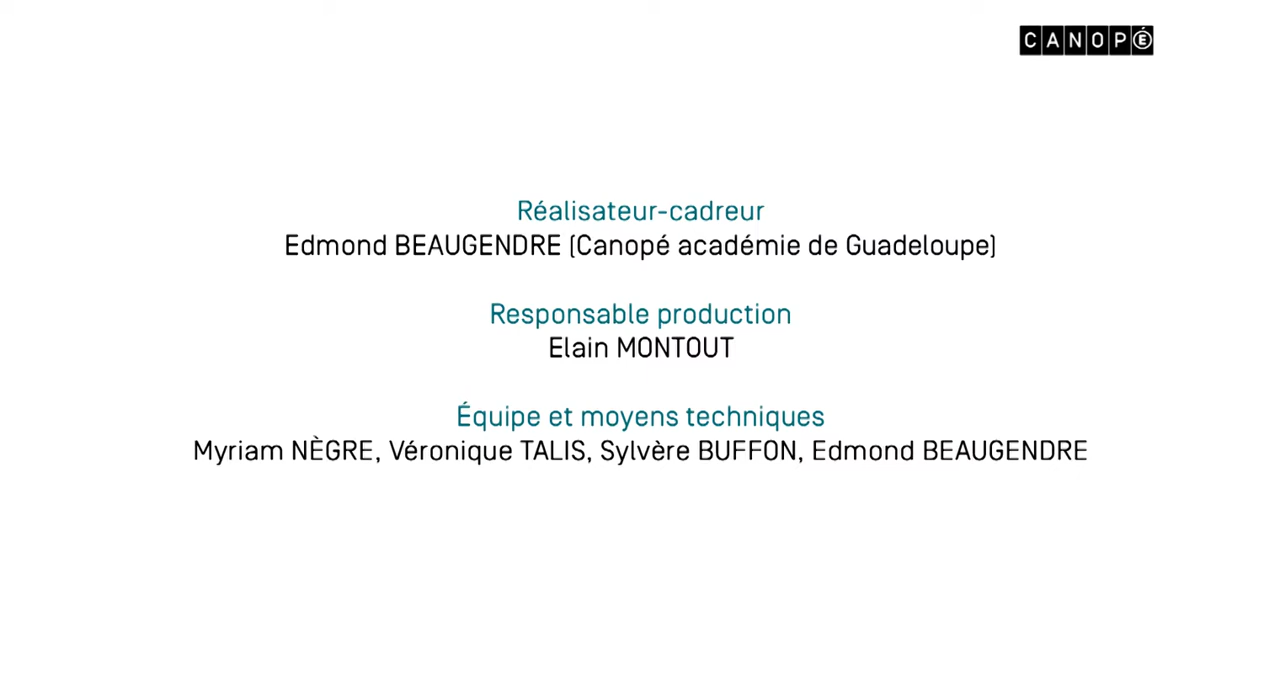 CANOPÉ
Réalisateur-cadreur
Edmond BEAUGENDRE (Canopé académie de Guadeloupe)
Responsable production
Elain MONTOUT
Équipe et moyens techniques
Myriam NÈGRE, Véronique TALIS, Sylvère BUFFON, Edmond BEAUGENDRE